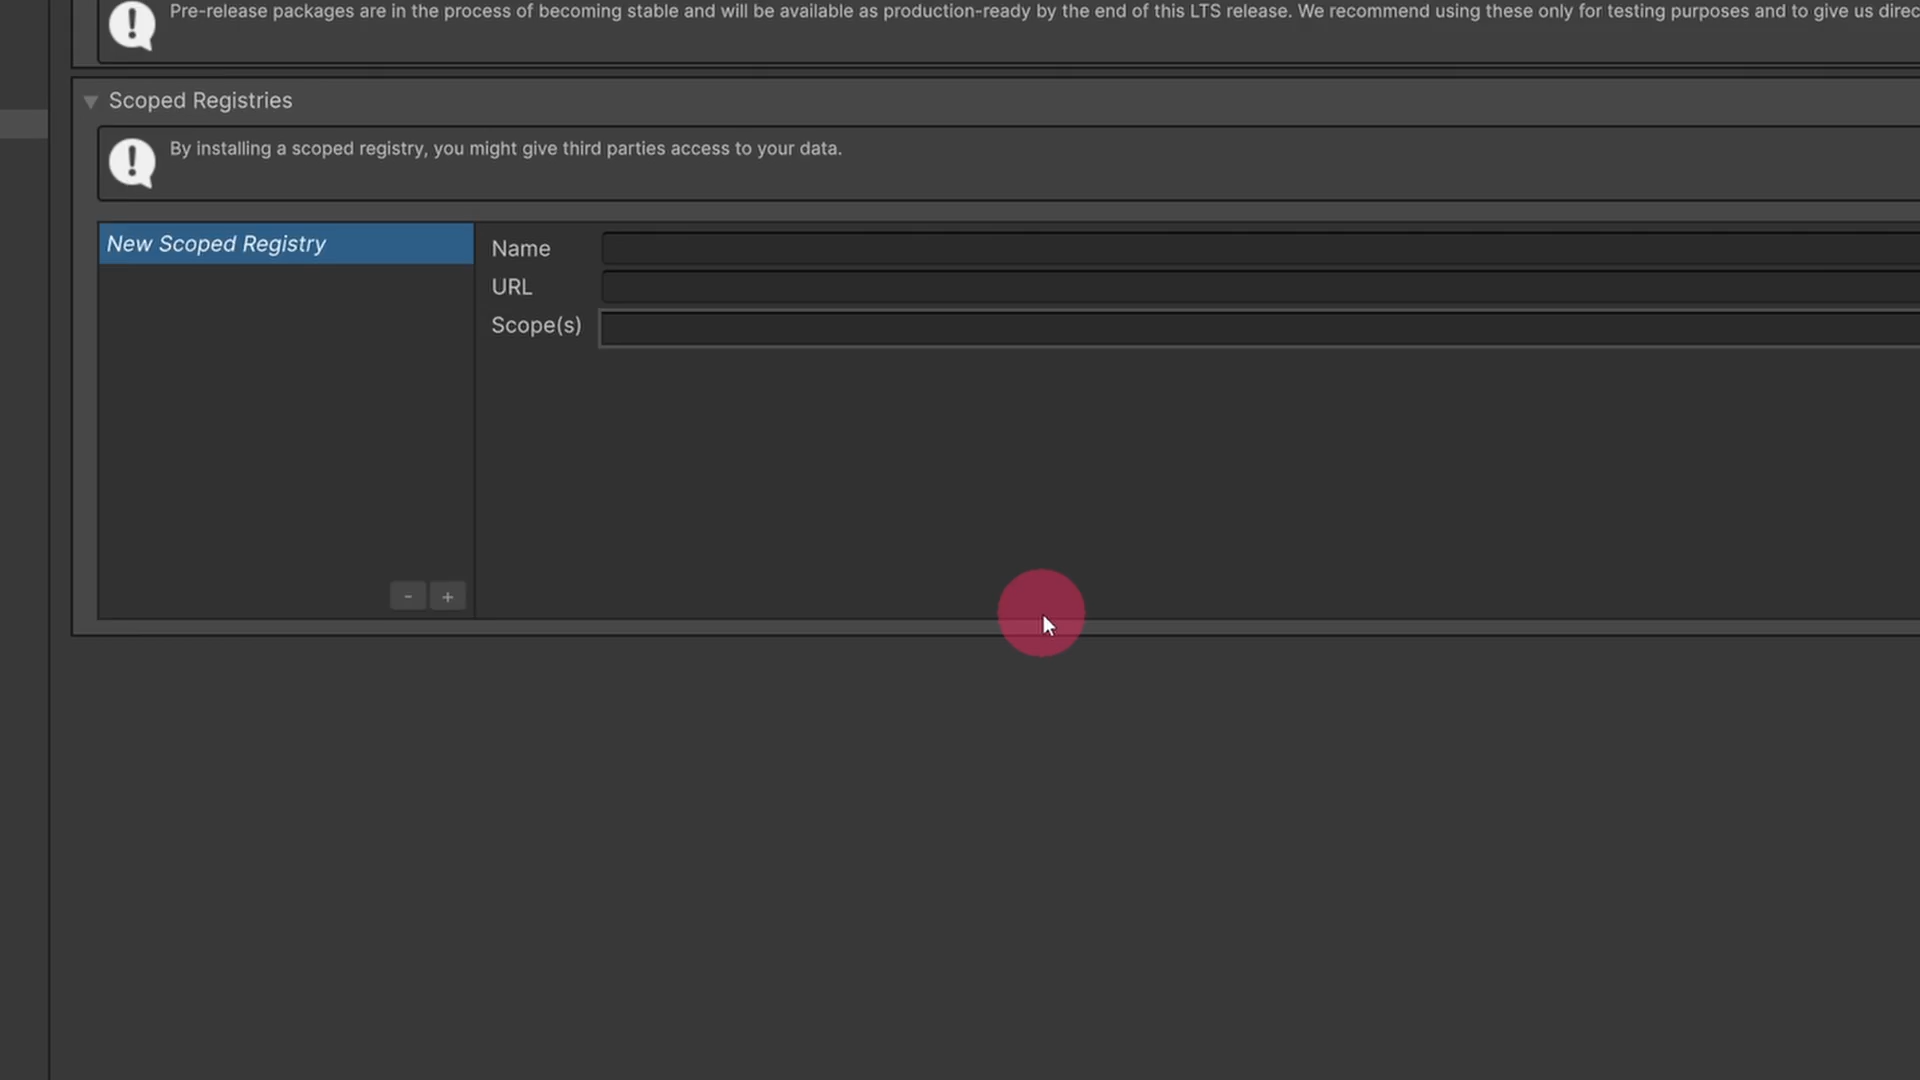 Pre-release packages are in the process of becoming stable and will be available as production-ready by the end of this LTS release. We recommend using these only for testing purposes and to give us direc
Scoped Registries
By installing a scoped registry, you might give third parties access to your data.
New Scoped Registry
Name
URL
Scope(s)
- +